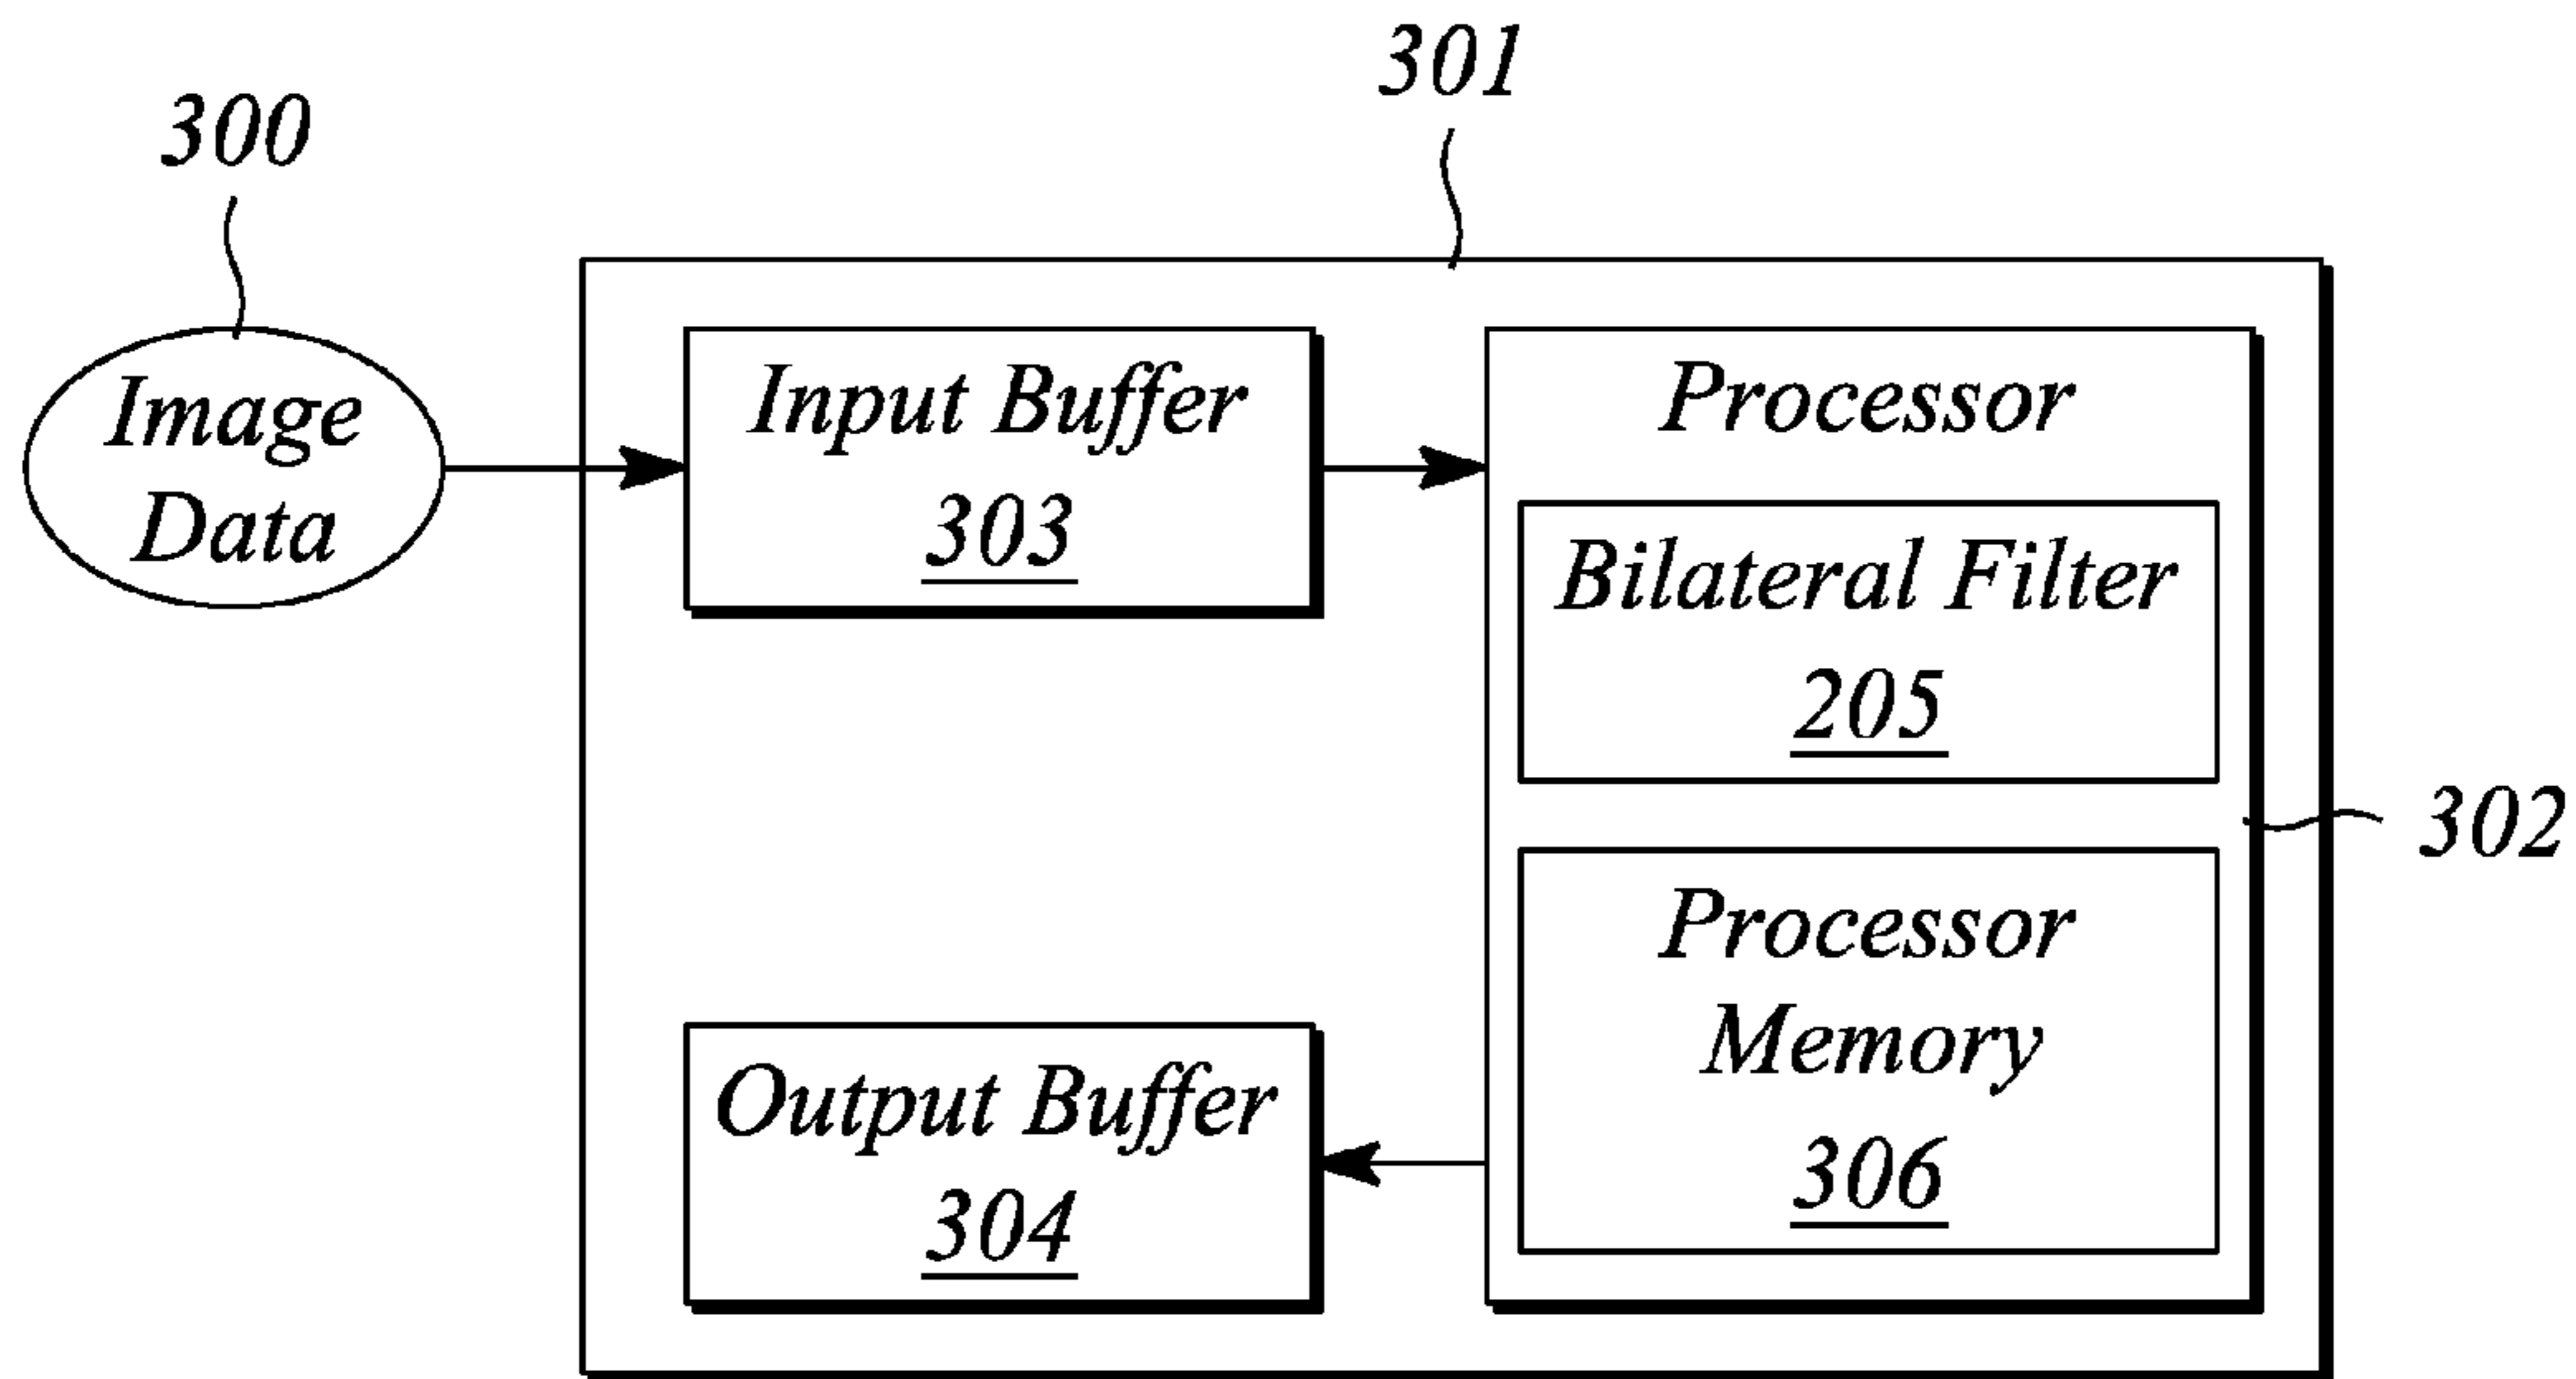 301
300
Image
Data
Input Buffer
303
Processor
Bilateral Filter
205
302
Processor
Memory
306
Output Buffer
304